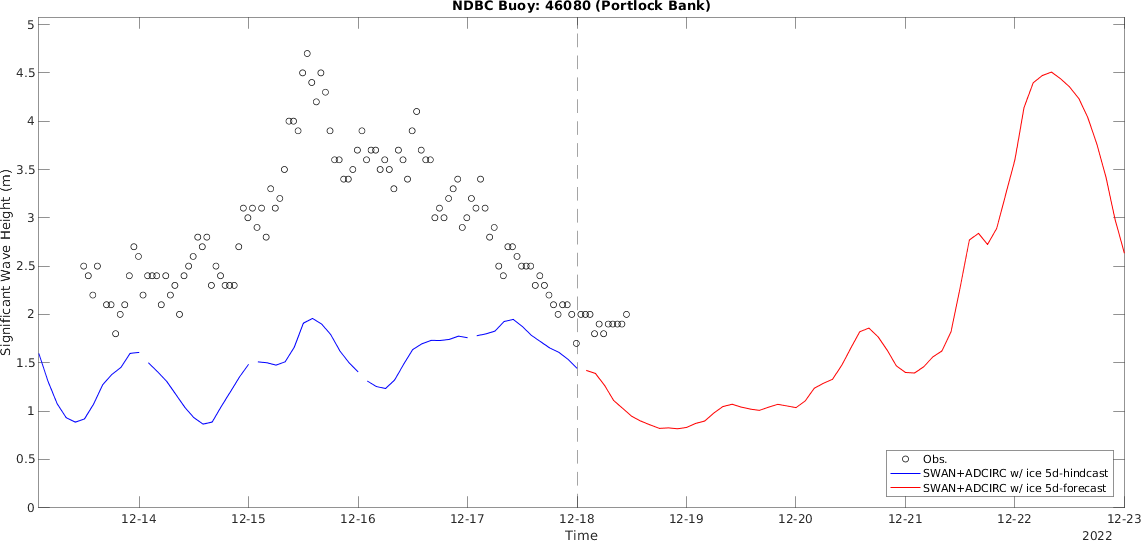 NDBC Buoy: 46080 (Portlock Bank)
Significant Wave Height (m)
5
4.5
4
3.5
3
2.5
2
1.5
1
0.5
0
Obs.
SWAN+ADCIRC w/ ice 5d-hindcast
SWAN+ADCIRC w/ ice 5d-forecast
12-14 12-15 12-16 12-17 12-18 12-19 12-20 12-21 12-22 12-23
Time
2022